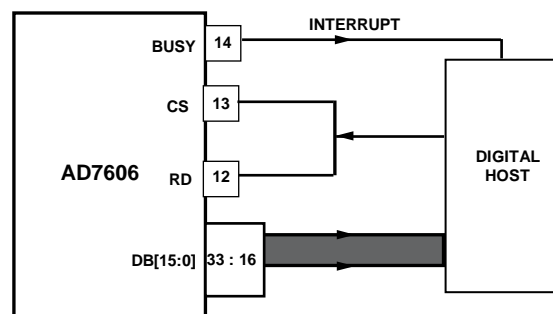 BUSY
14
INTERRUPT
CS
13
AD7606
RD
12
DIGITAL
HOST
DB[15:0]
33 : 16